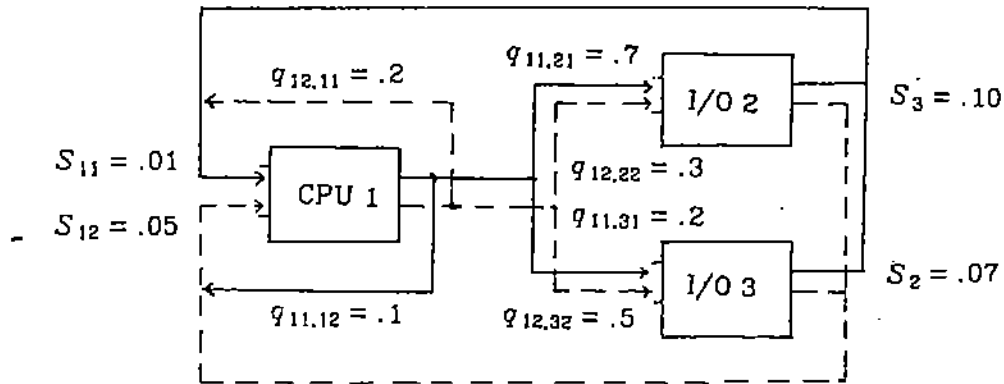 q11,21 = .7
q12,11 = .2
I/O 2
S3 = .10
S11 = .01
CPU 1
q12,22 = .3
S12 = .05
q11,31 = .2
I/O 3
S2 = .07
q11,12 = .1
q12,32 = .5